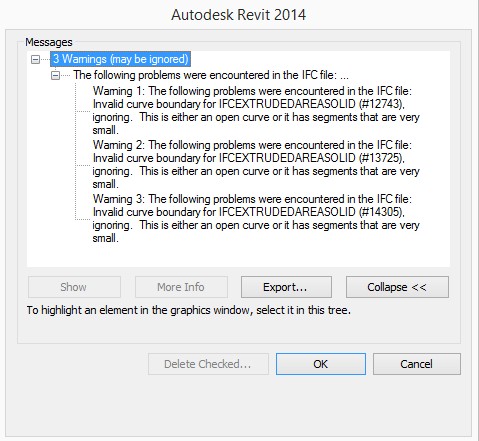 Autodesk Revit 2014
Messages
3 Warnings (may be ignored)
The following problems were encountered in the IFC file: ...
Warning 1: The following problems were encountered in the IFC file:
Invalid curve boundary for IFCEXTRUDEDAREASOLID (#12743),
ignoring.  This is either an open curve or it has segments that are very
small.
Warning 2: The following problems were encountered in the IFC file:
Invalid curve boundary for IFCEXTRUDEDAREASOLID (#13725),
ignoring.  This is either an open curve or it has segments that are very
small.
Warning 3: The following problems were encountered in the IFC file:
Invalid curve boundary for IFCEXTRUDEDAREASOLID (#14305),
ignoring.  This is either an open curve or it has segments that are very
small.
Show More Info Export... Collapse <<
To highlight an element in the graphics window, select it in this tree.
Delete Checked... OK Cancel